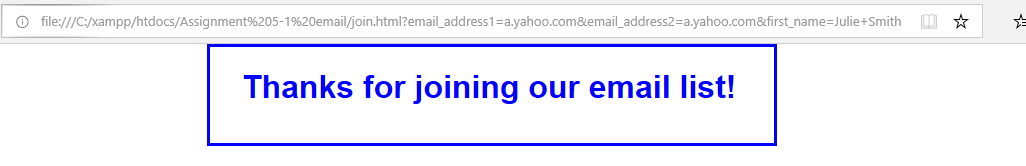 file:///C:/xampp/htdocs/Assignment%205-1%20email/join.html?email_address1=a.yahoo.com&email_address2=a.yahoo.com&first_name=Julie+Smith
Thanks for joining our email list!